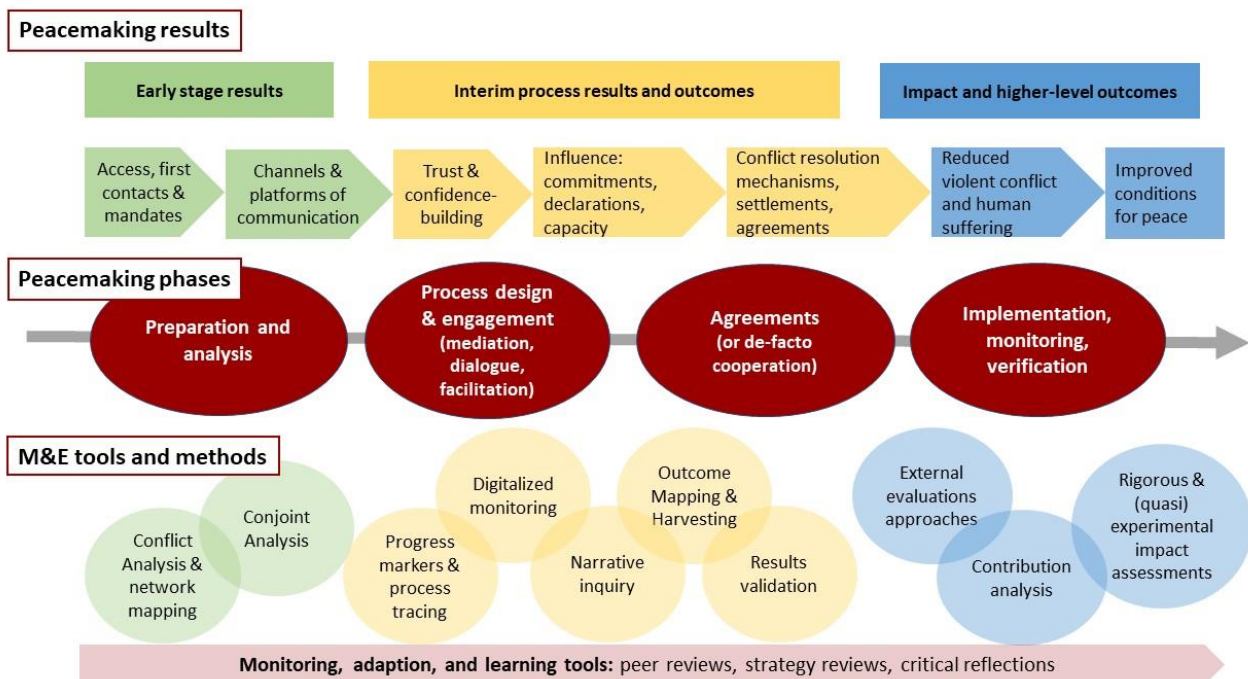 Peacemaking results
Early stage results
Interim process results and outcomes
Impact and higher-level outcomes
Access, first
contacts &
mandates
Channels &
platforms of
communication
Trust &
confidence-
building
Influence:
commitments,
declarations,
capacity
Conflict resolution
mechanisms,
settlements,
agreements
Reduced
violent conflict
and human
suffering
Improved
conditions
for peace
Peacemaking phases
Preparation and
analysis
Process design
& engagement
(mediation,
dialogue,
facilitation)
Agreements
(or de-facto
cooperation)
Implementation,
monitoring,
verification
M&E tools and methods
Conflict
Analysis &
network
mapping
Conjoint
Analysis
Progress
markers &
process
tracing
Digitalized
monitoring
Narrative
inquiry
Outcome
Mapping &
Harvesting
Results
validation
External
evaluations
approaches
Contribution
analysis
Rigorous &
(quasi)
experimental
impact
assessments
Monitoring, adaption, and learning tools: peer reviews, strategy reviews, critical reflections